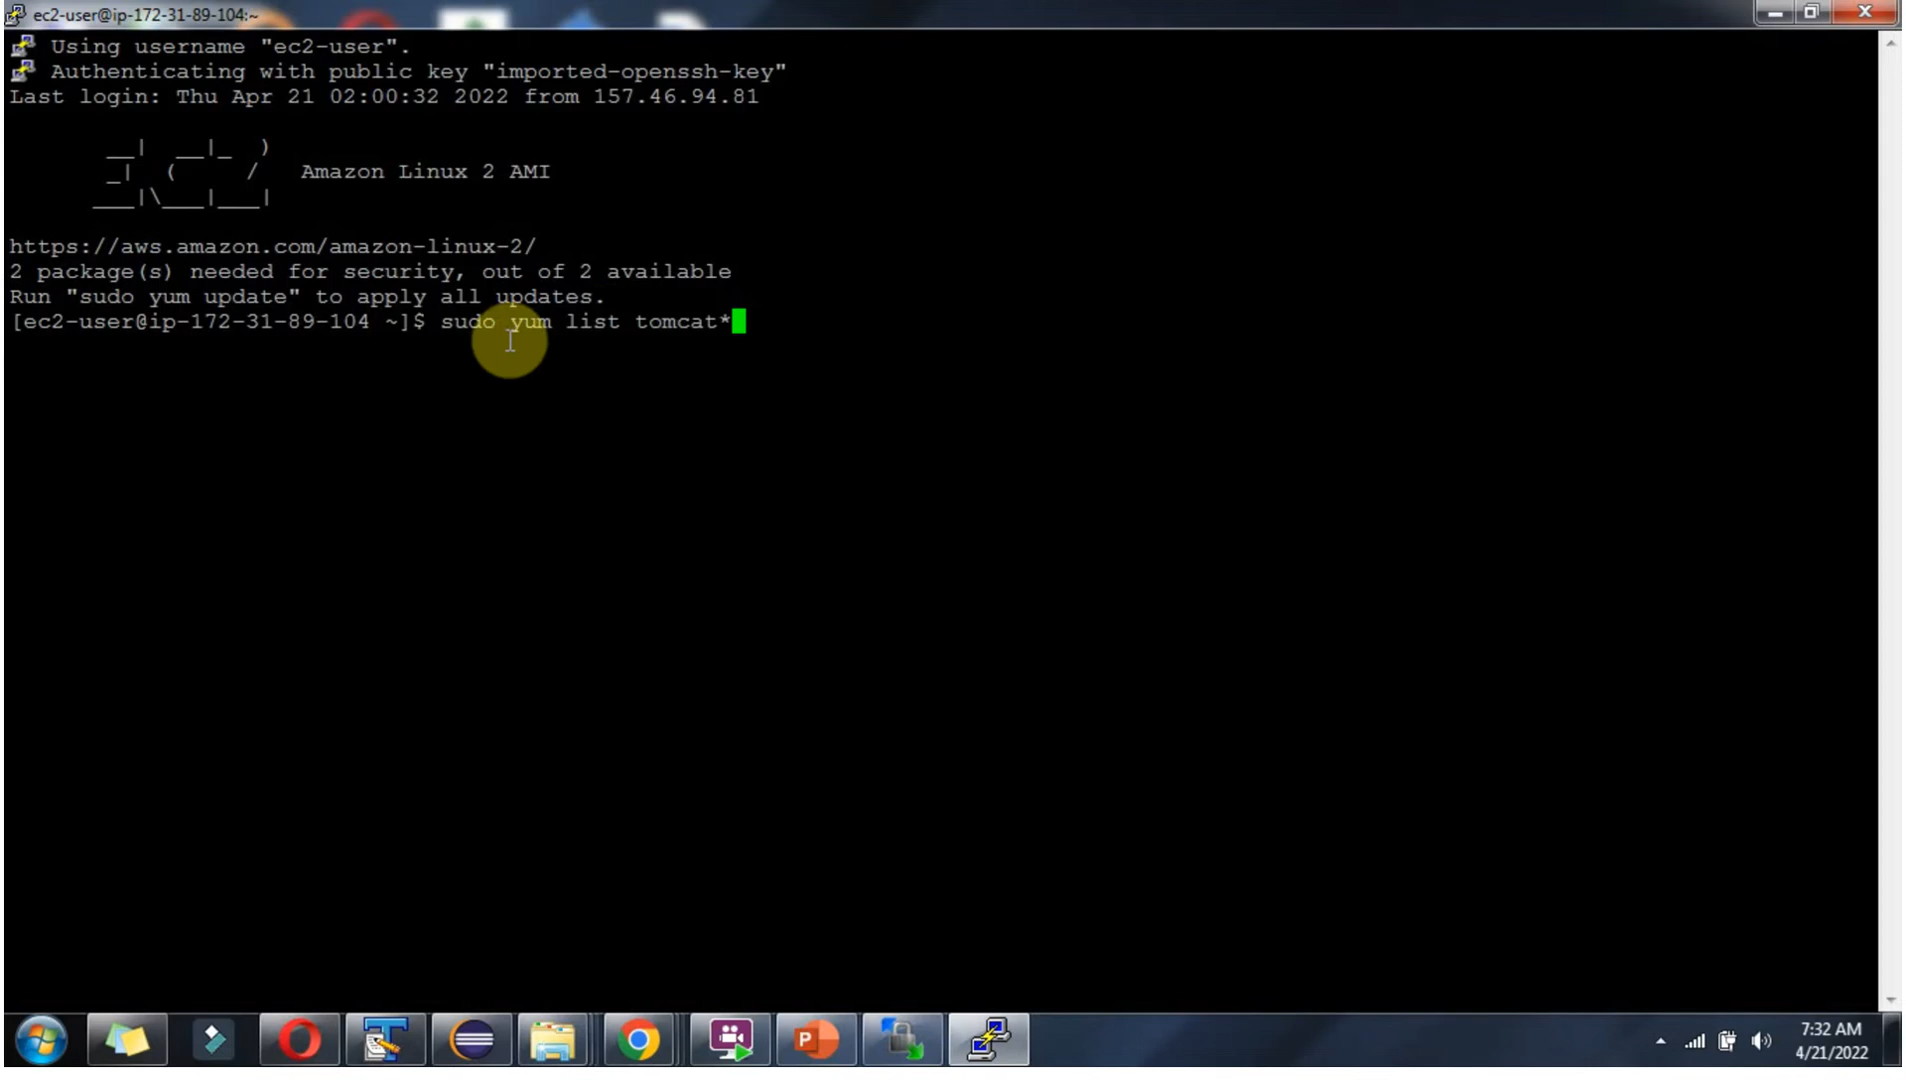 ec2-user@ip-172-31-89-104:~
Using username "ec2-user".
Authenticating with public key "imported-openssh-key"
Last login: Thu Apr 21 02:00:32 2022 from 157.46.94.81
__|  __|_  )
_|  (     /   Amazon Linux 2 AMI
___|\___|___|
https://aws.amazon.com/amazon-linux-2/
2 package(s) needed for security, out of 2 available
Run "sudo yum update" to apply all updates.
[ec2-user@ip-172-31-89-104 ~]$ sudo yum list tomcat*
7:32 AM
4/21/2022